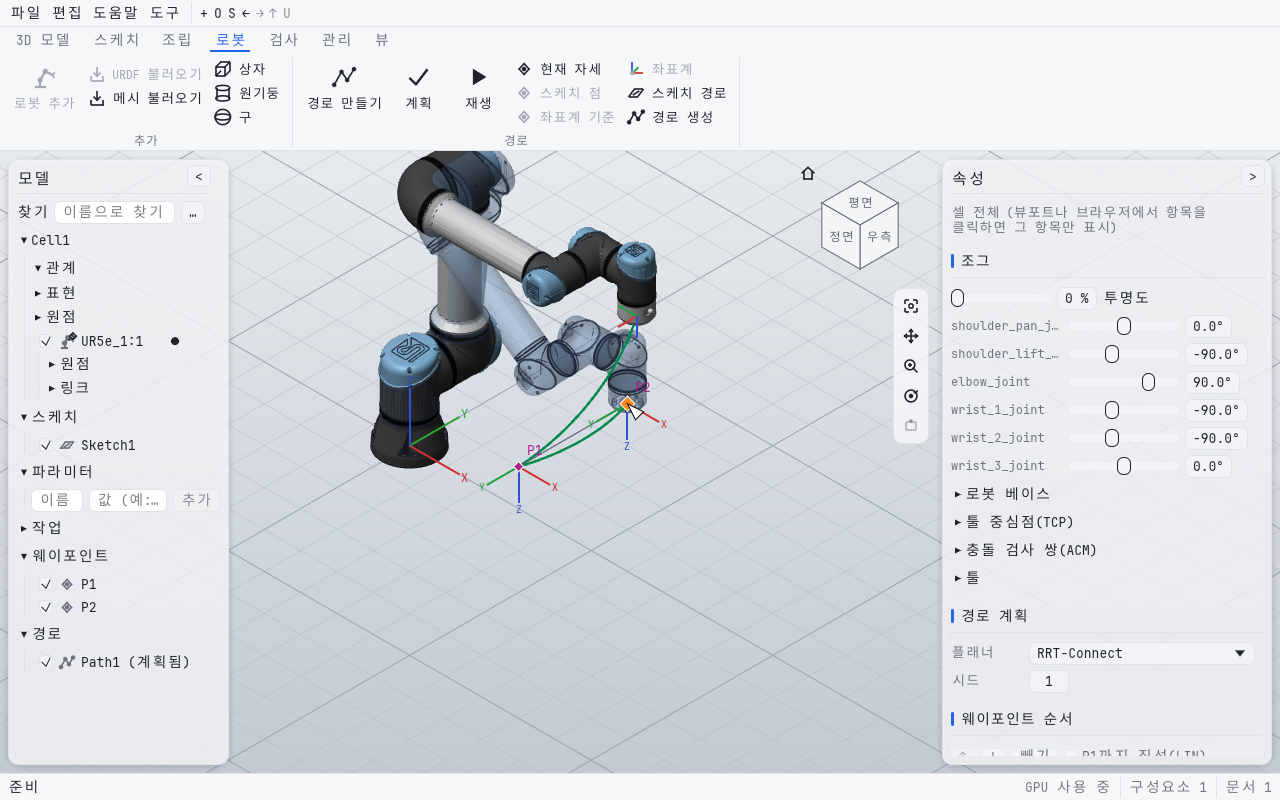 파일 편집 도움말 도구 + O S ← → ↑ U
3D 모델 스케치 조립 로봇 검사 관리 뷰
로봇 추가
URDF 불러오기
메시 불러오기
상자
원기둥
구
추가
경로 만들기
계획
재생
현재 자세
스케치 점
좌표계 기준
좌표계
스케치 경로
경로 생성
경로
모델 <
찾기 이름으로 찾기 …
Cell1
관계
표현
원점
UR5e_1:1
원점
링크
스케치
Sketch1
파라미터
이름 값 (예:… 추가
작업
웨이포인트
P1
P2
경로
Path1 (계획됨)
Y
X
P1
Y
X
Z
P2
Y
X
Z
평면
정면
우측
속성 >
셀 전체 (뷰포트나 브라우저에서 항목을
클릭하면 그 항목만 표시)
조그
0 % 투명도
shoulder_pan_j… 0.0°
shoulder_lift_… -90.0°
elbow_joint 90.0°
wrist_1_joint -90.0°
wrist_2_joint -90.0°
wrist_3_joint 0.0°
로봇 베이스
툴 중심점(TCP)
충돌 검사 쌍(ACM)
툴
경로 계획
플래너 RRT-Connect
시드 1
웨이포인트 순서
빼기 P1까지 직선(LIN)
준비
GPU 사용 중 구성요소 1 문서 1